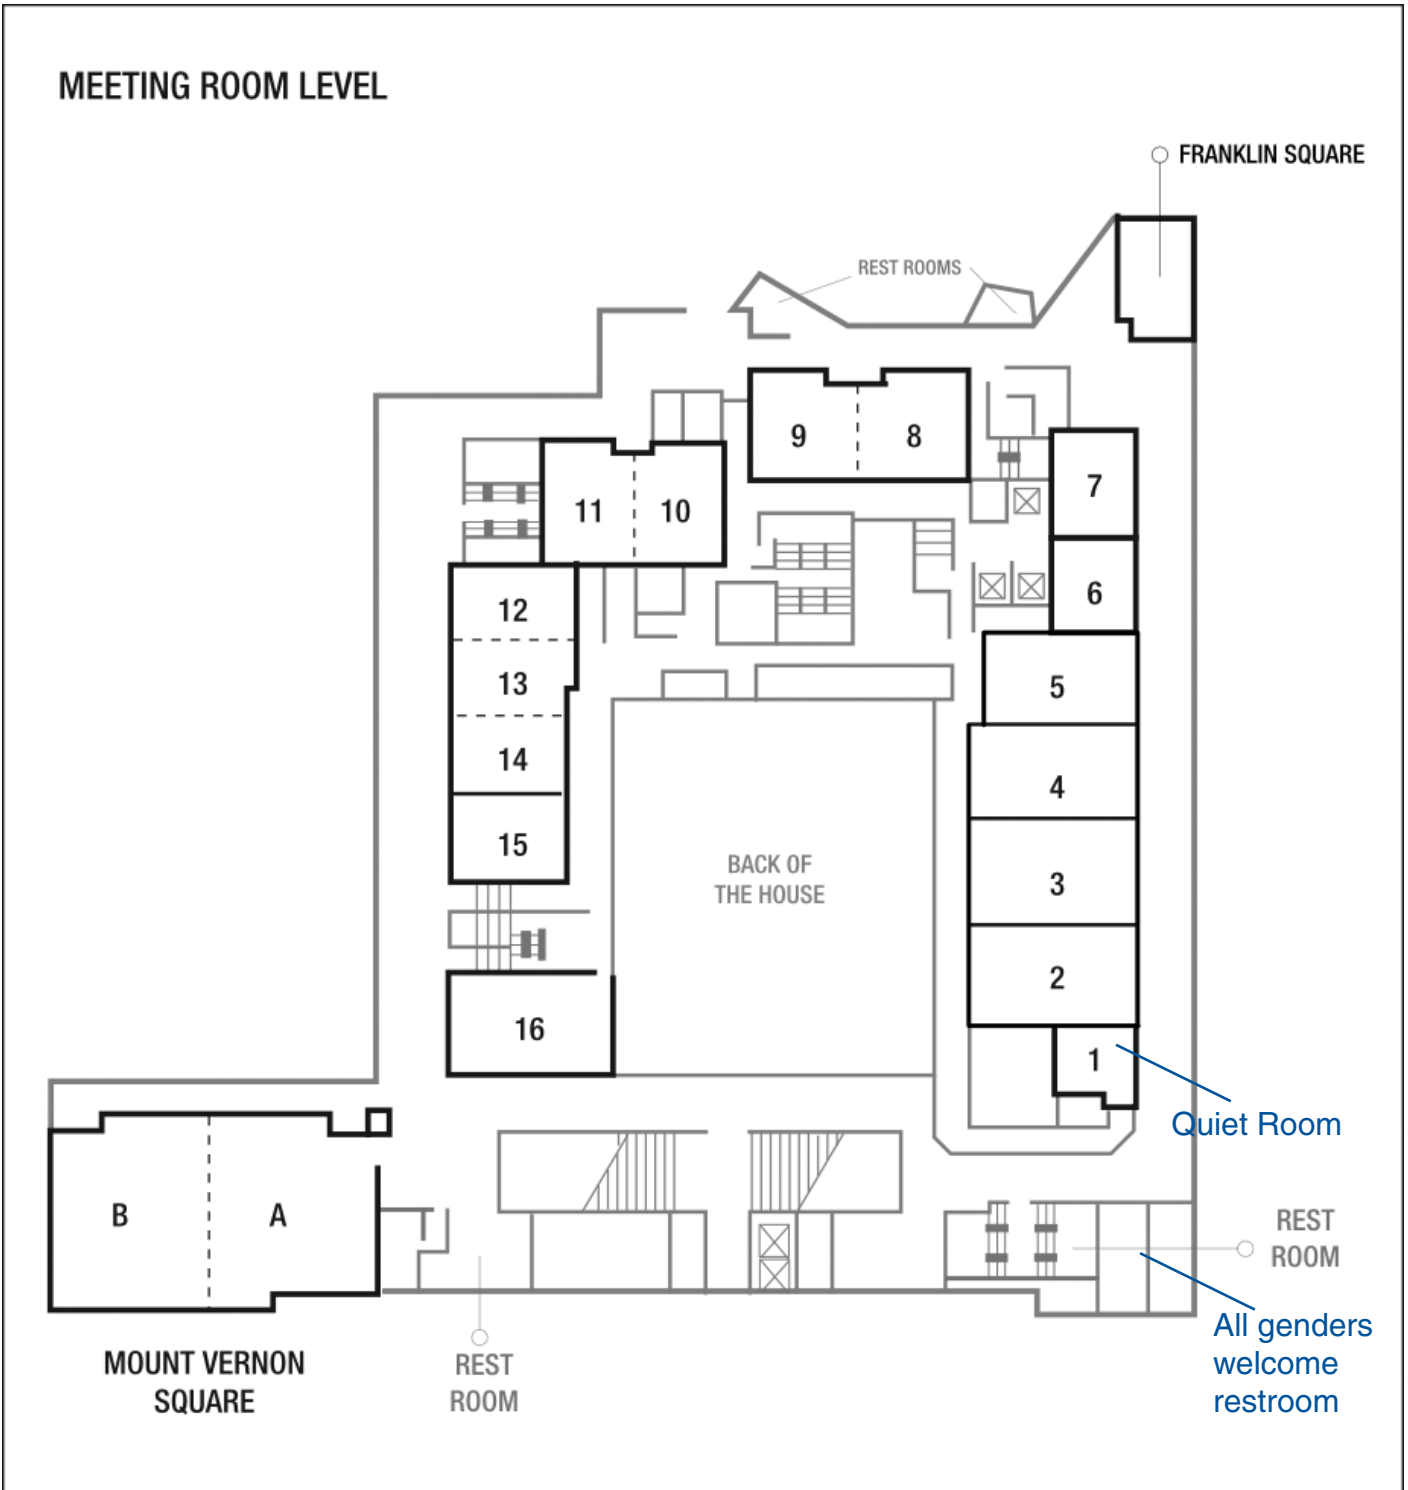 MEETING ROOM LEVEL
FRANKLIN SQUARE
REST ROOMS
9
8
7
11
10
6
12
13
5
14
4
15
BACK OF
THE HOUSE
3
2
16
1
Quiet Room
B
A
REST
ROOM
All genders
welcome
restroom
MOUNT VERNON
SQUARE
REST
ROOM